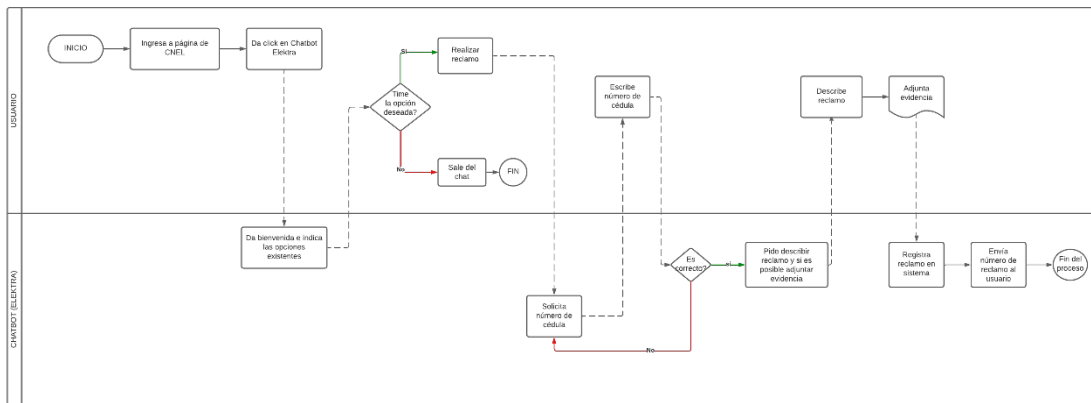 USUARIO
INICIO
Ingresa a página de
CNEL
Da click en Chatbot
Elektra
Time
la opción
deseada?
Si
Realizar
reclamo
No
Sale del
chat
FIN
Escribe
número de
cédula
Describe
reclamo
Adjunta
evidencia
CHATBOT (ELEKTRA)
Da bienvenida e indica
las opciones
existentes
Solicita
número de
cédula
Es
correcto?
Si
No
Pide describir
reclamo y si es
posible adjuntar
evidencia
Registra
reclamo en
sistema
Envía
número de
reclamo al
usuario
Fin del
proceso